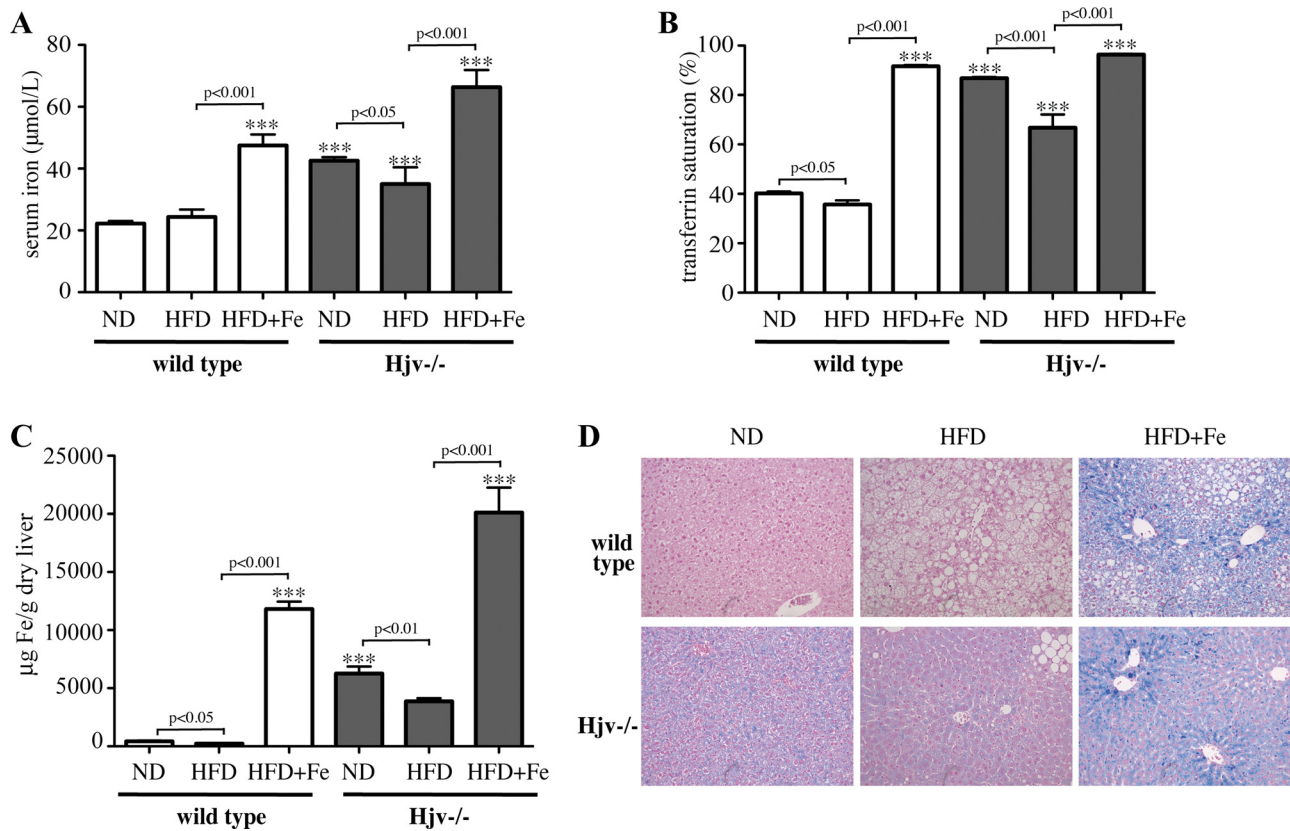 A
serum iron (µmol/L)
80
60
40
20
0
p<0.001
***
p<0.05
***
***
p<0.001
***
ND HFD HFD+Fe ND HFD HFD+Fe
wild type Hjv-/-
B
transferrin saturation (%)
100
80
60
40
20
0
p<0.05
p<0.001
***
p<0.001
***
***
p<0.001
***
ND HFD HFD+Fe ND HFD HFD+Fe
wild type Hjv-/-
C
µg Fe/g dry liver
25000
20000
15000
10000
5000
0
p<0.05
p<0.001
***
p<0.01
***
p<0.001
***
ND HFD HFD+Fe ND HFD HFD+Fe
wild type Hjv-/-
D
ND HFD HFD+Fe
wild
type
Hjv-/-